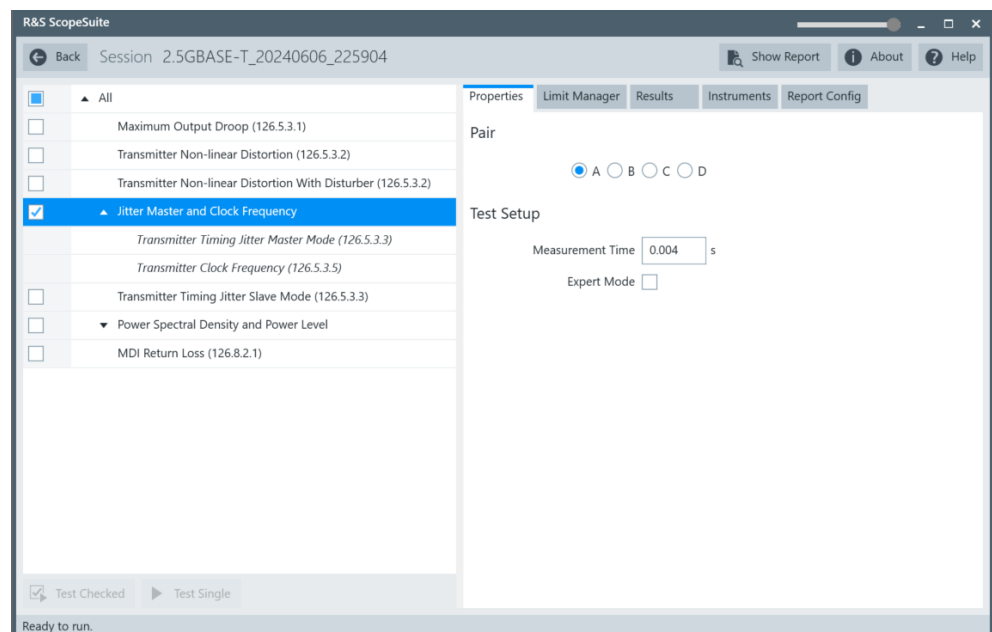 R&S ScopeSuite
Back Session 2.5GBASE-T_20240606_225904 Show Report About Help
All
Maximum Output Droop (126.5.3.1)
Transmitter Non-linear Distortion (126.5.3.2)
Transmitter Non-linear Distortion With Disturber (126.5.3.2)
Jitter Master and Clock Frequency
Transmitter Timing Jitter Master Mode (126.5.3.3)
Transmitter Clock Frequency (126.5.3.5)
Transmitter Timing Jitter Slave Mode (126.5.3.3)
Power Spectral Density and Power Level
MDI Return Loss (126.8.2.1)
Properties Limit Manager Results Instruments Report Config
Pair
A B C D
Test Setup
Measurement Time 0.004 s
Expert Mode
Test Checked Test Single
Ready to run.